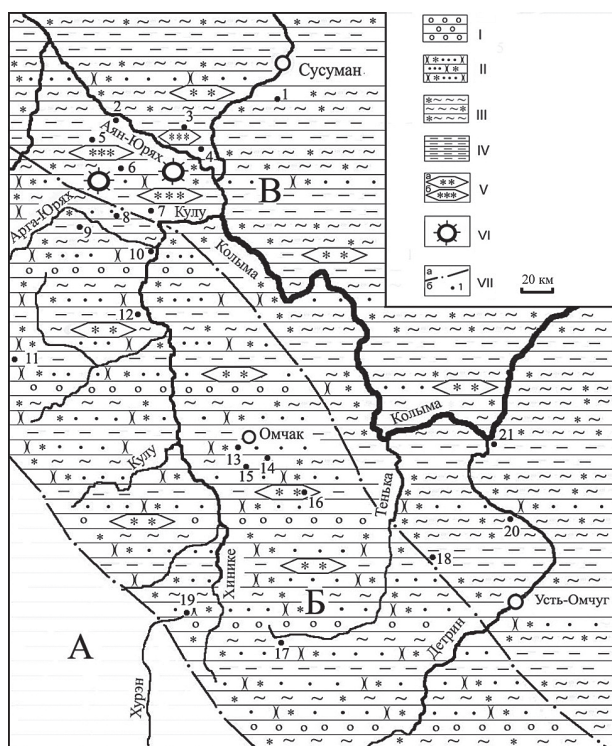 Сусуман
I
1
II
2
3
Аян-Юрях
III
4
5
IV
6
а
б
V
В
Арга-Юрях
8
7
Кулу
VI
9
Колыма
10
а
б
1
VII
20 км
12
11
Колыма
Омчак
21
13
14
Кулу
15
Тенька
16
20
18
Хинике
Б
Усть-Омчуг
19
А
17
Детрин
Хурэн